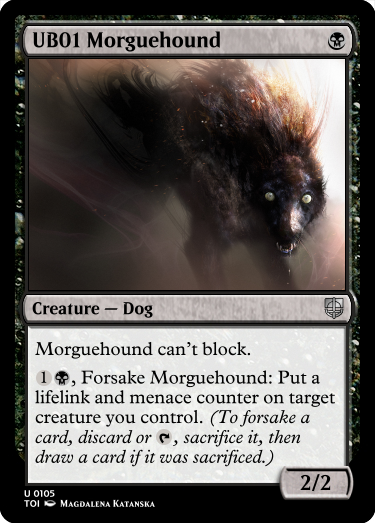 UB01 Morguehound
Creature — Dog
Morguehound can't block.
1 , Forsake Morguehound: Put a
lifelink and menace counter on target
creature you control. (To forsake a
card, discard or , sacrifice it, then
draw a card if it was sacrificed.)
2/2
U 0105
TOI Magdalena Katanska